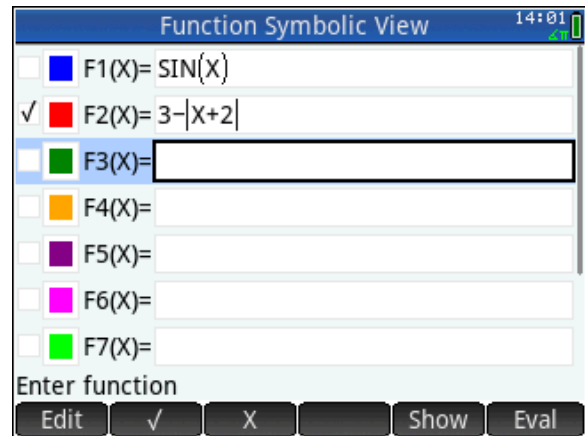 Function Symbolic View 14:01
∡π
F1(X)= SIN(X)
√ F2(X)= 3−|X+2|
F3(X)=
F4(X)=
F5(X)=
F6(X)=
F7(X)=
Enter function
Edit √ X Show Eval